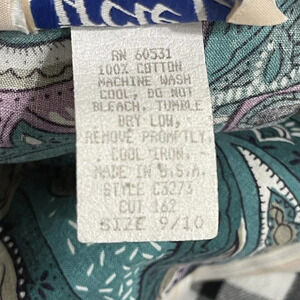 RN 60531
100% COTTON
MACHINE WASH
COOL, DO NOT
BLEACH, TUMBLE
DRY LOW,
REMOVE PROMPTLY,
COOL IRON.
MADE IN U.S.A.
STYLE C3273
CUT 162
SIZE 9/10